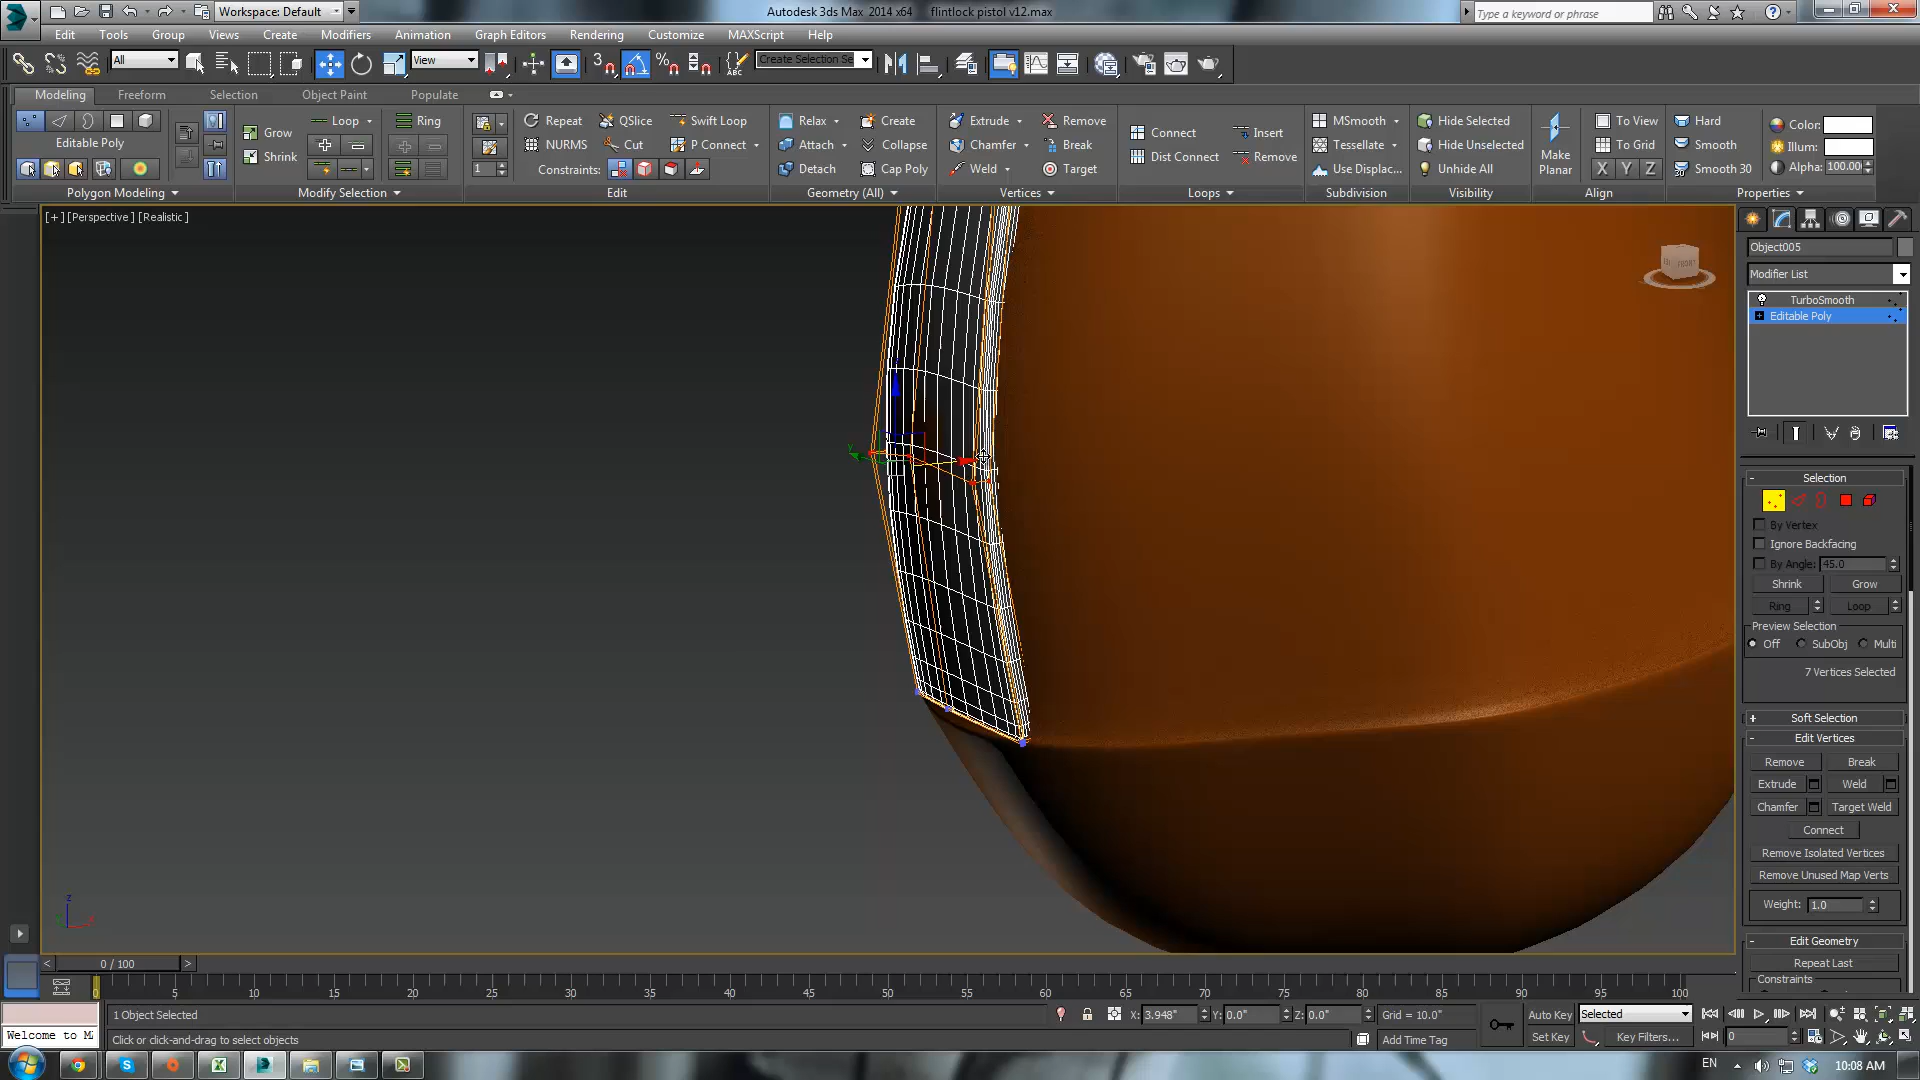 Workspace: Default
Autodesk 3ds Max 2014 x64 flintlock pistol v12.max
Type a keyword or phrase
Edit Tools Group Views Create Modifiers Animation Graph Editors Rendering Customize MAXScript Help
All View Create Selection Se
Modeling Freeform Selection Object Paint Populate
Grow Loop Ring Repeat QSlice Swift Loop Relax Create Extrude Remove Connect Insert MSmooth Hide Selected To View Hard Color:
Editable Poly NURMS Cut P Connect Attach Collapse Chamfer Break Tessellate Hide Unselected Make Planar To Grid Smooth Illum:
Shrink 1 Constraints: Detach Cap Poly Weld Target Dist Connect Remove Use Displac... Unhide All X Y Z Smooth 30 Alpha: 100.000
Polygon Modeling Modify Selection Edit Geometry (All) Vertices Loops Subdivision Visibility Align Properties
[+] [Perspective ] [Realistic ]
FRONT
Object005
Modifier List
TurboSmooth
Editable Poly
Selection
By Vertex
Ignore Backfacing
By Angle: 45.0
Shrink Grow
Ring Loop
Preview Selection
Off SubObj Multi
7 Vertices Selected
Soft Selection
Edit Vertices
Remove Break
Extrude Weld
Chamfer Target Weld
Connect
Remove Isolated Vertices
Remove Unused Map Verts
Weight: 1.0
Edit Geometry
Repeat Last
Constraints
y
z
x
< 0 / 100 >
0 5 10 15 20 25 30 35 40 45 50 55 60 65 70 75 80 85 90 95 100
1 Object Selected X: 3.948" Y: 0.0" Z: 0.0" Grid = 10.0" Auto Key Selected
Welcome to M Click or click-and-drag to select objects Add Time Tag Set Key Key Filters... 0
EN 10:08 AM